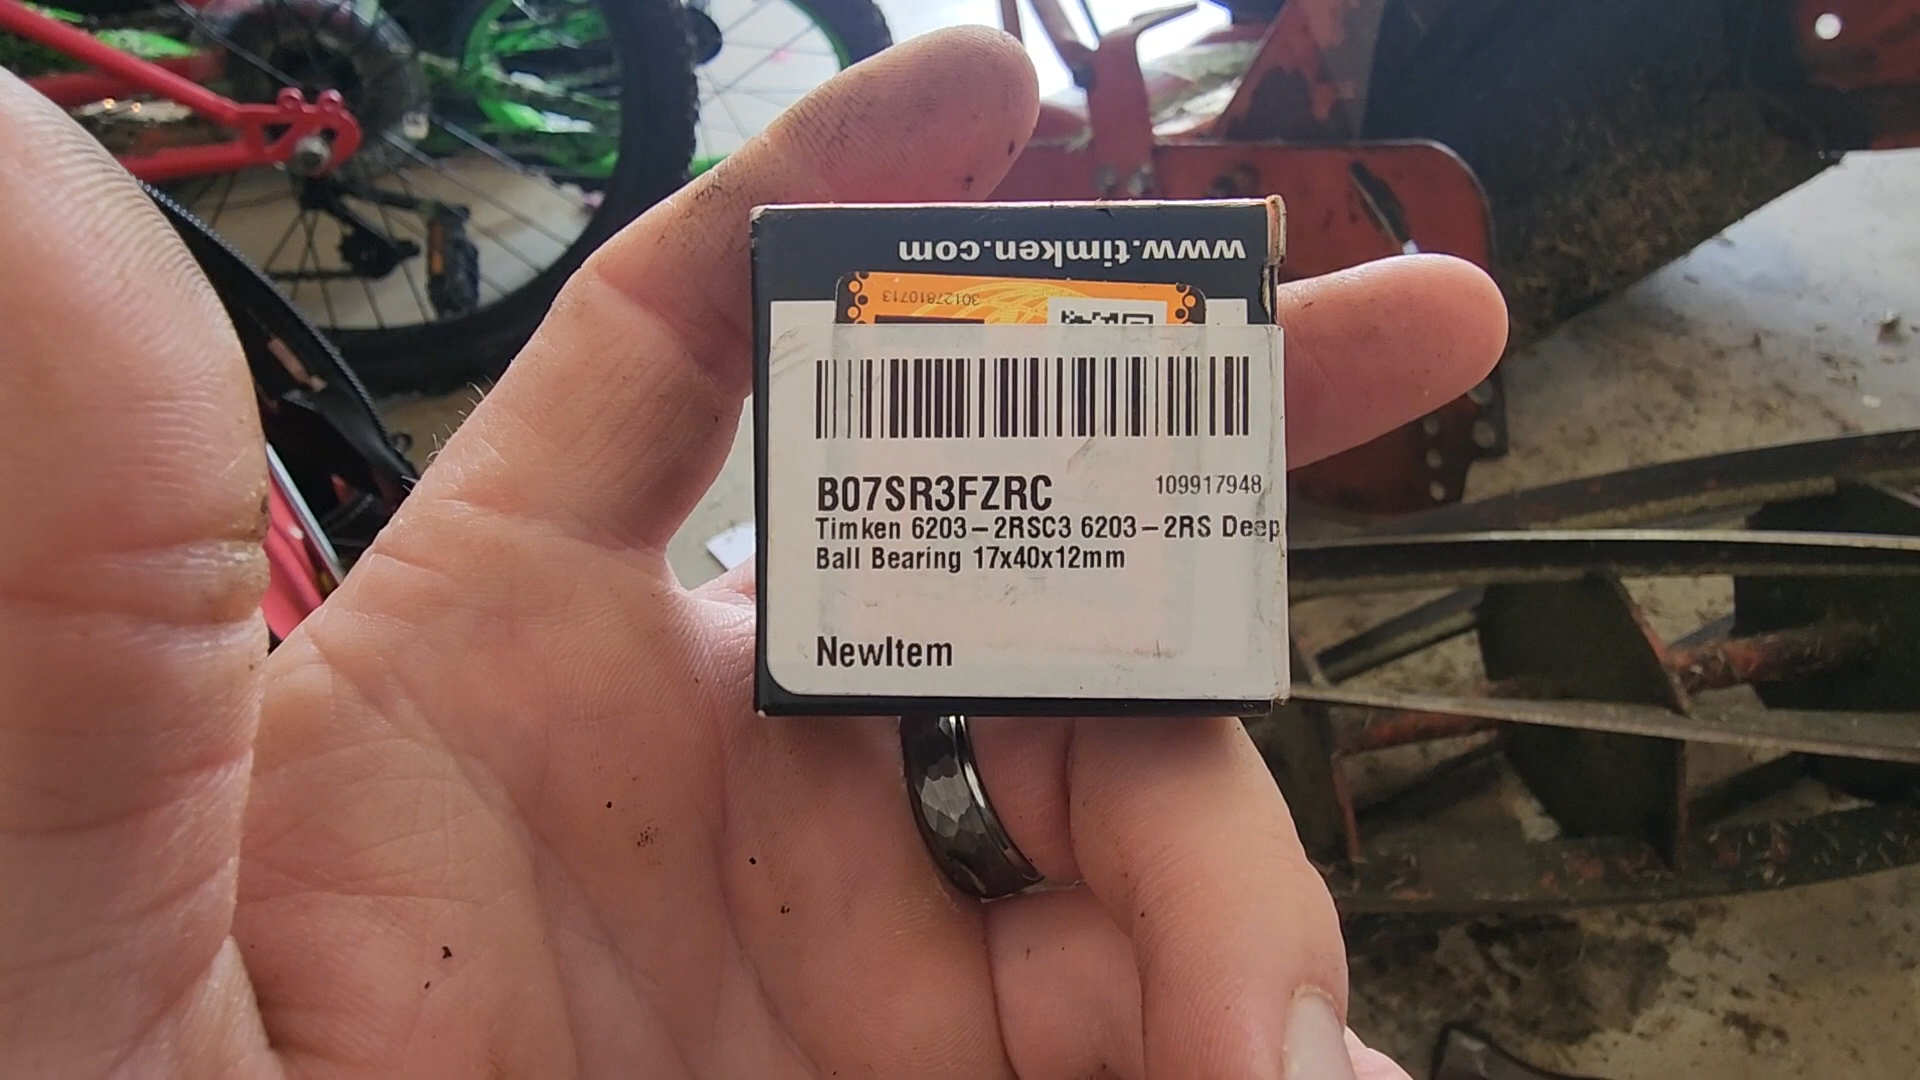 www.timken.com
30127810713
B07SR3FZRC
109917948
Timken 6203-2RSC3 6203-2RS Deep
Ball Bearing 17x40x12mm
NewItem